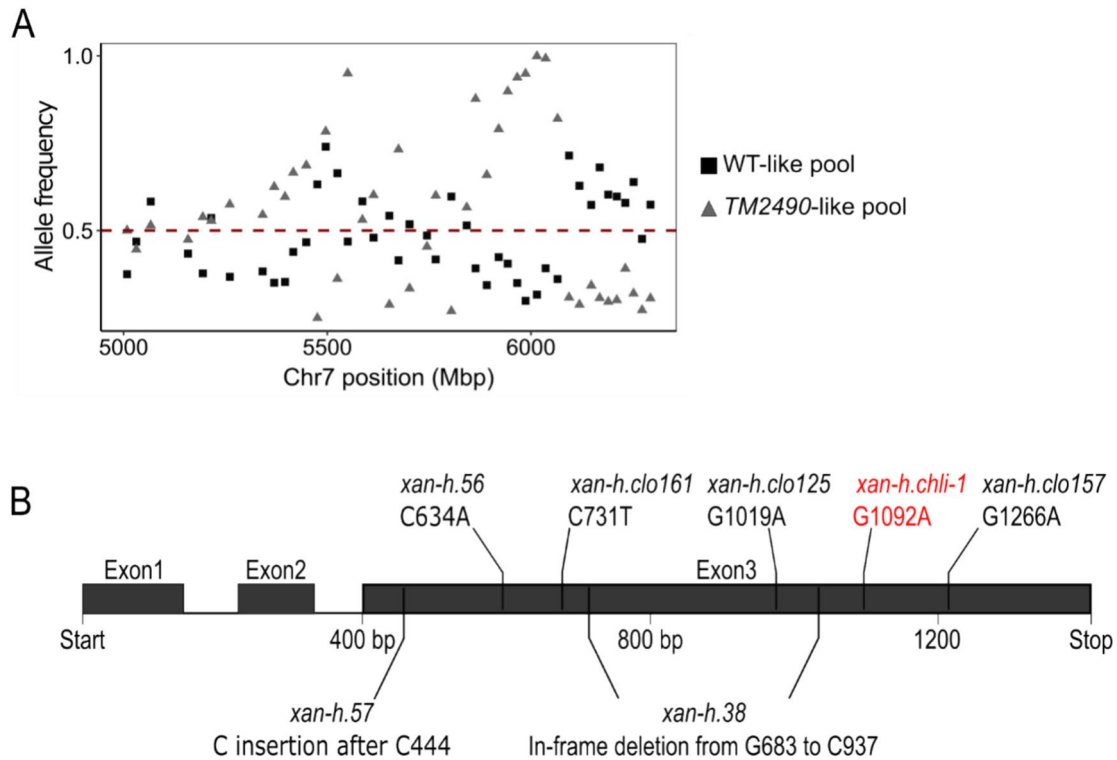 A
1.0
0.5
Allele frequency
5000 5500 6000
Chr7 position (Mbp)
WT-like pool
TM2490-like pool
B
xan-h.56 xan-h.clo161 xan-h.clo125 xan-h.chli-1 xan-h.clo157
C634A C731T G1019A G1092A G1266A
Exon1 Exon2 Exon3
Start 400 bp 800 bp 1200 Stop
xan-h.57 xan-h.38
C insertion after C444 In-frame deletion from G683 to C937